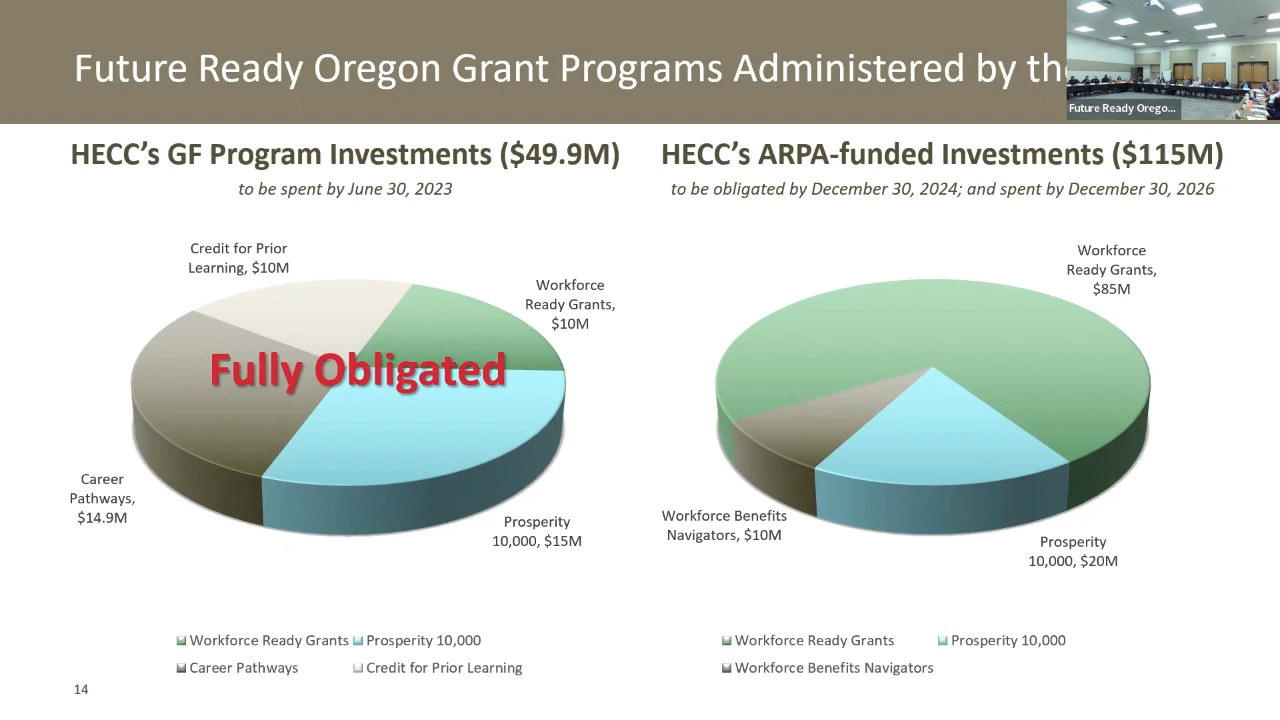 Future Ready Oregon Grant Programs Administered by the
Future Ready Orego...
HECC's GF Program Investments ($49.9M)
to be spent by June 30, 2023
Credit for Prior
Learning, $10M
Workforce
Ready Grants,
$10M
Fully Obligated
Career
Pathways,
$14.9M
Prosperity
10,000, $15M
Workforce Ready Grants
Prosperity 10,000
Career Pathways
Credit for Prior Learning
HECC's ARPA-funded Investments ($115M)
to be obligated by December 30, 2024; and spent by December 30, 2026
Workforce
Ready Grants,
$85M
Workforce Benefits
Navigators, $10M
Prosperity
10,000, $20M
Workforce Ready Grants
Prosperity 10,000
Workforce Benefits Navigators
14